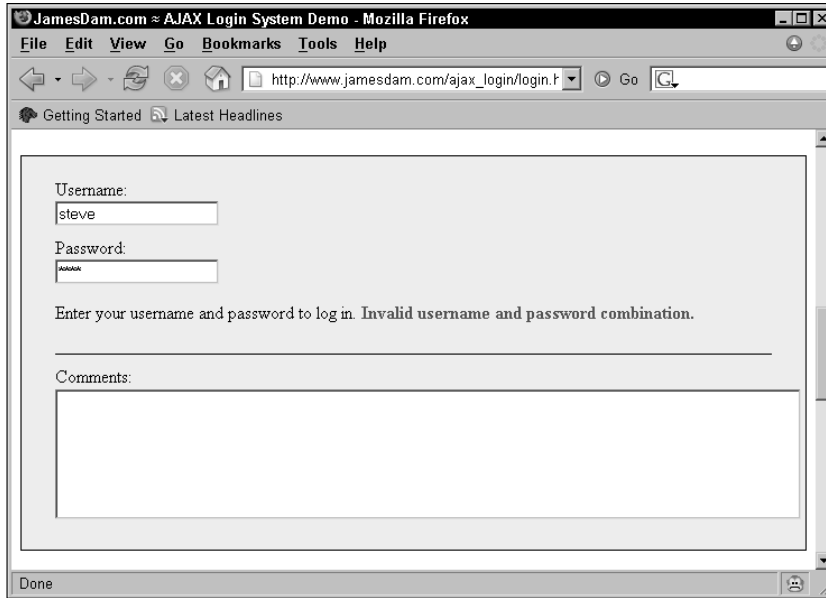 JamesDam.com ≈ AJAX Login System Demo - Mozilla Firefox
File Edit View Go Bookmarks Tools Help
http://www.jamesdam.com/ajax_login/login.h Go G
Getting Started Latest Headlines
Username:
steve
Password:
*****
Enter your username and password to log in. Invalid username and password combination.
Comments:
Done